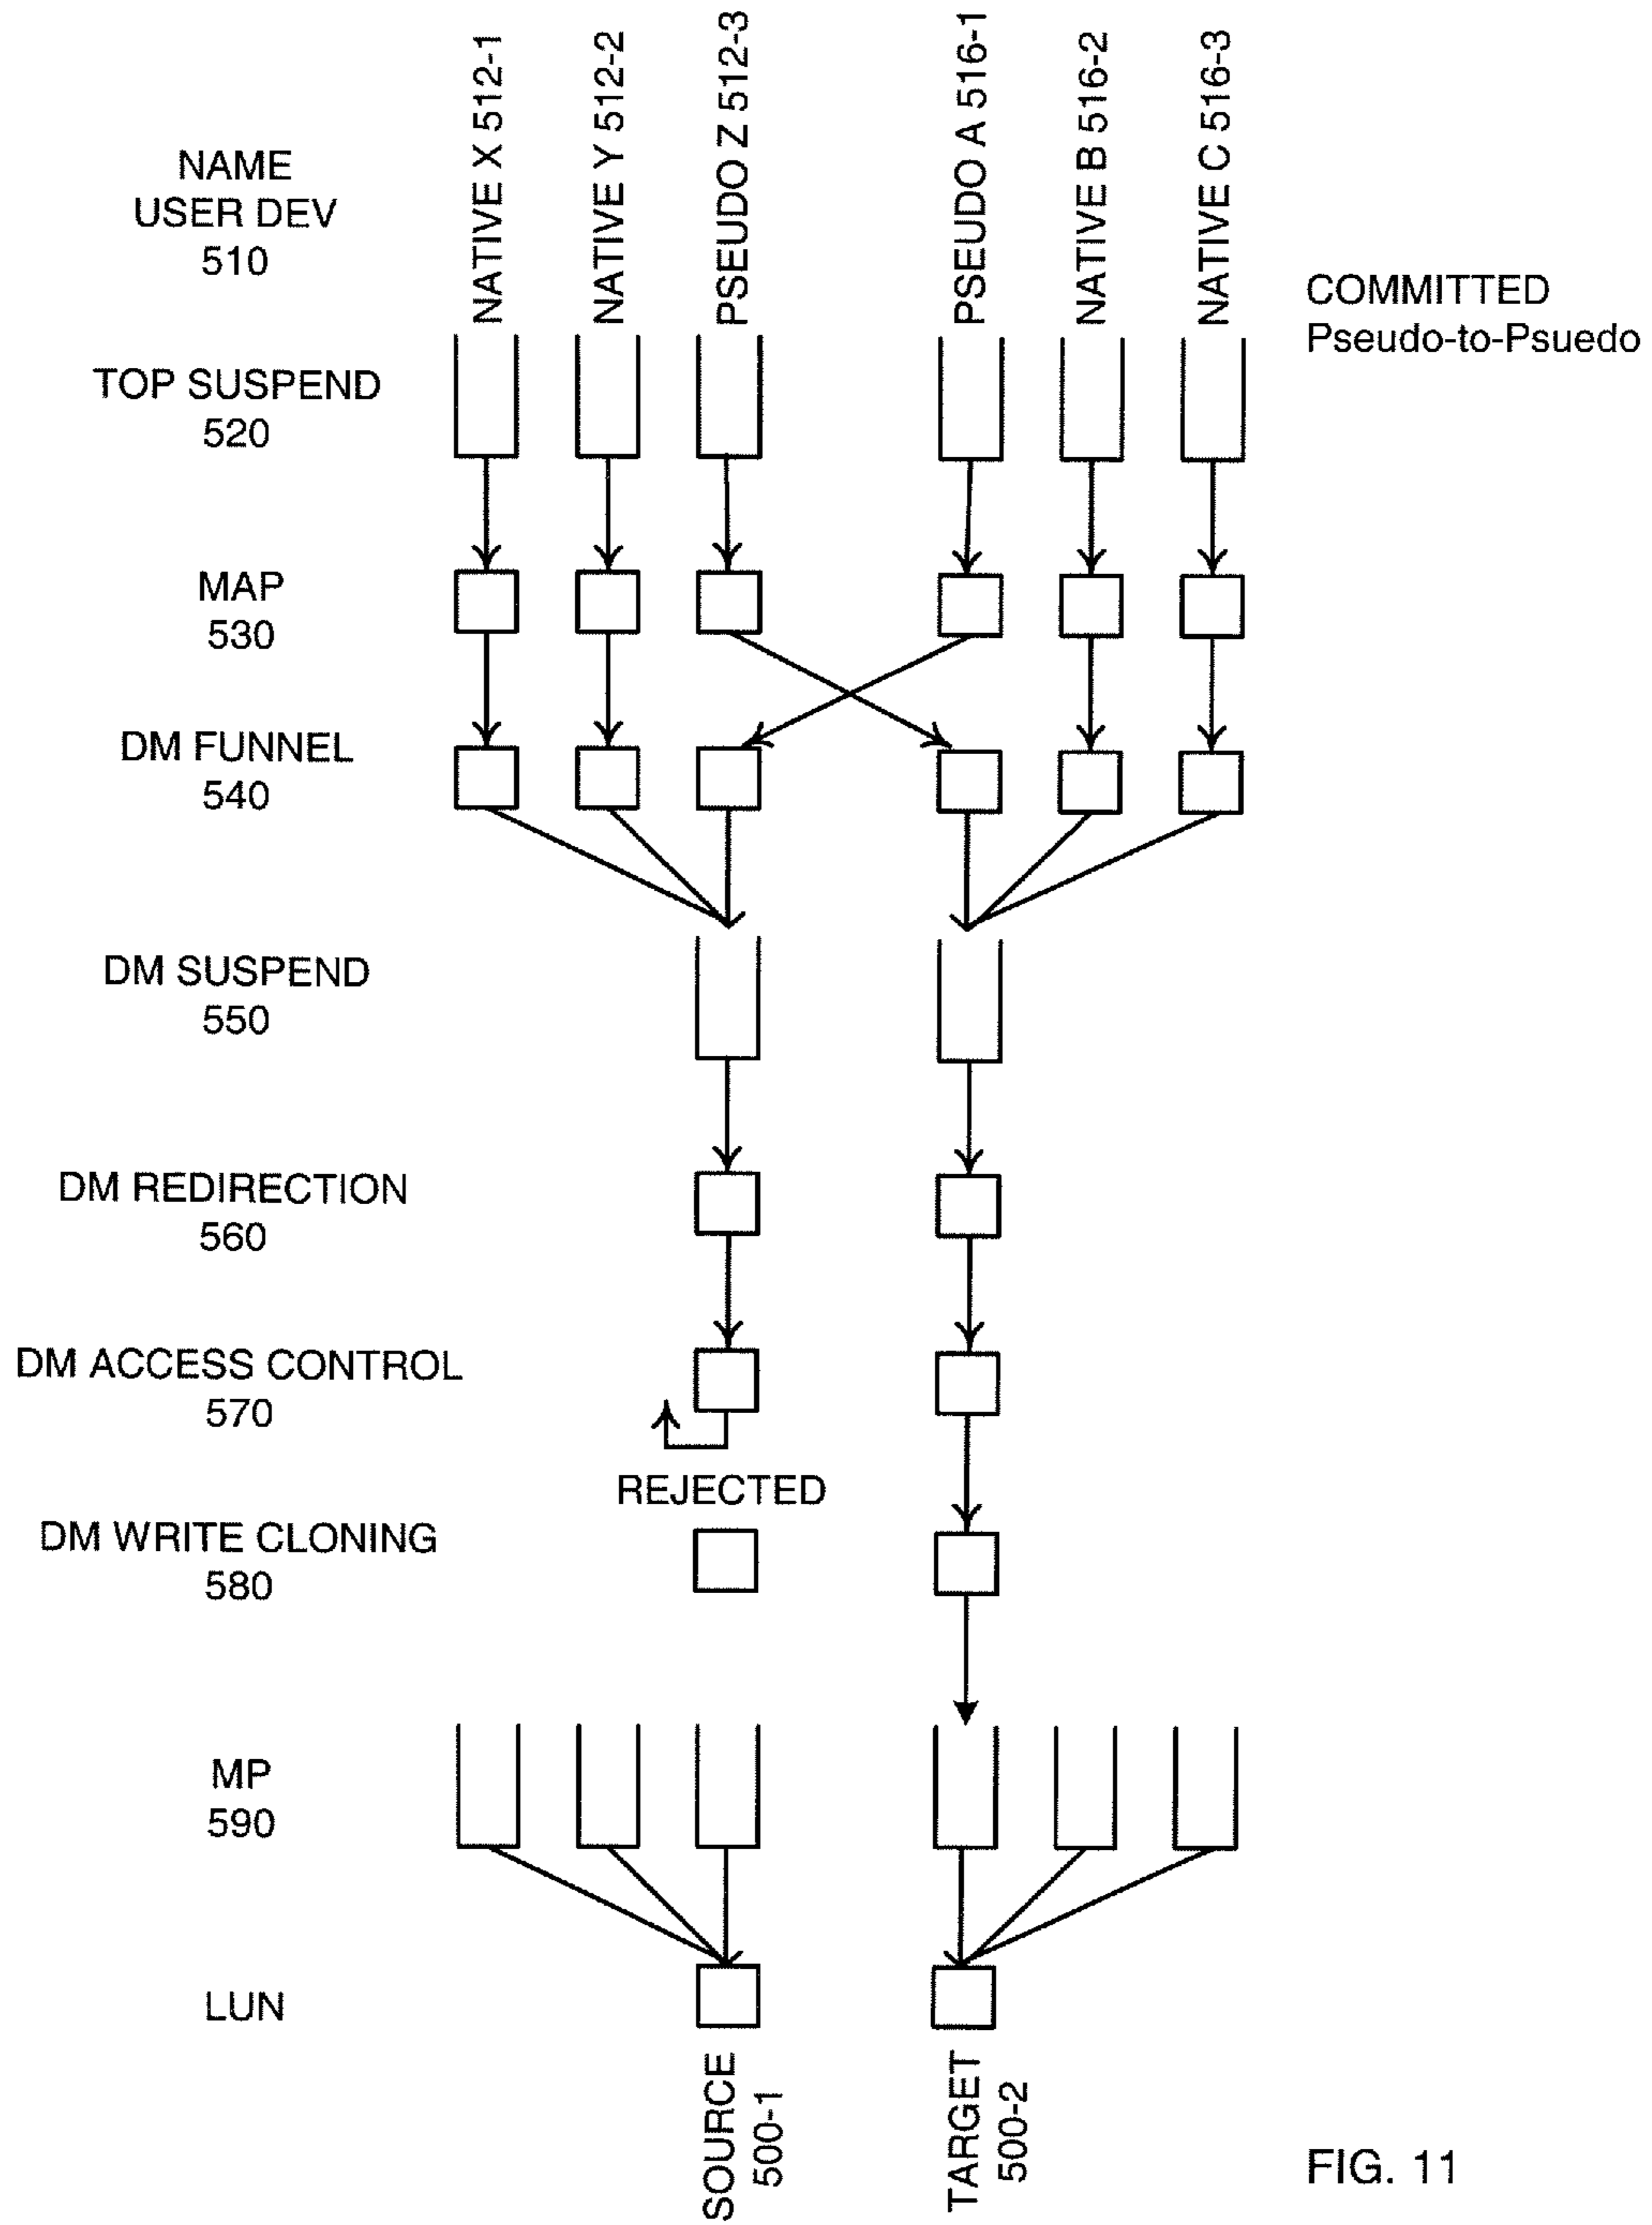 NATIVE X 512-1
NATIVE Y 512-2
PSEUDO Z 512-3
PSEUDO A 516-1
NATIVE B 516-2
NATIVE C 516-3
NAME
USER DEV
510
COMMITTED
Pseudo-to-Psuedo
TOP SUSPEND
520
MAP
530
DM FUNNEL
540
DM SUSPEND
550
DM REDIRECTION
560
DM ACCESS CONTROL
570
REJECTED
DM WRITE CLONING
580
MP
590
LUN
SOURCE
500-1
TARGET
500-2
FIG. 11